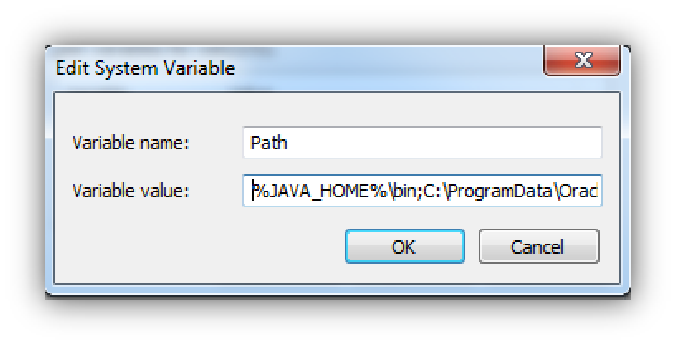 Edit System Variable
Variable name: Path
Variable value: %JAVA_HOME%\bin;C:\ProgramData\Orac
OK Cancel